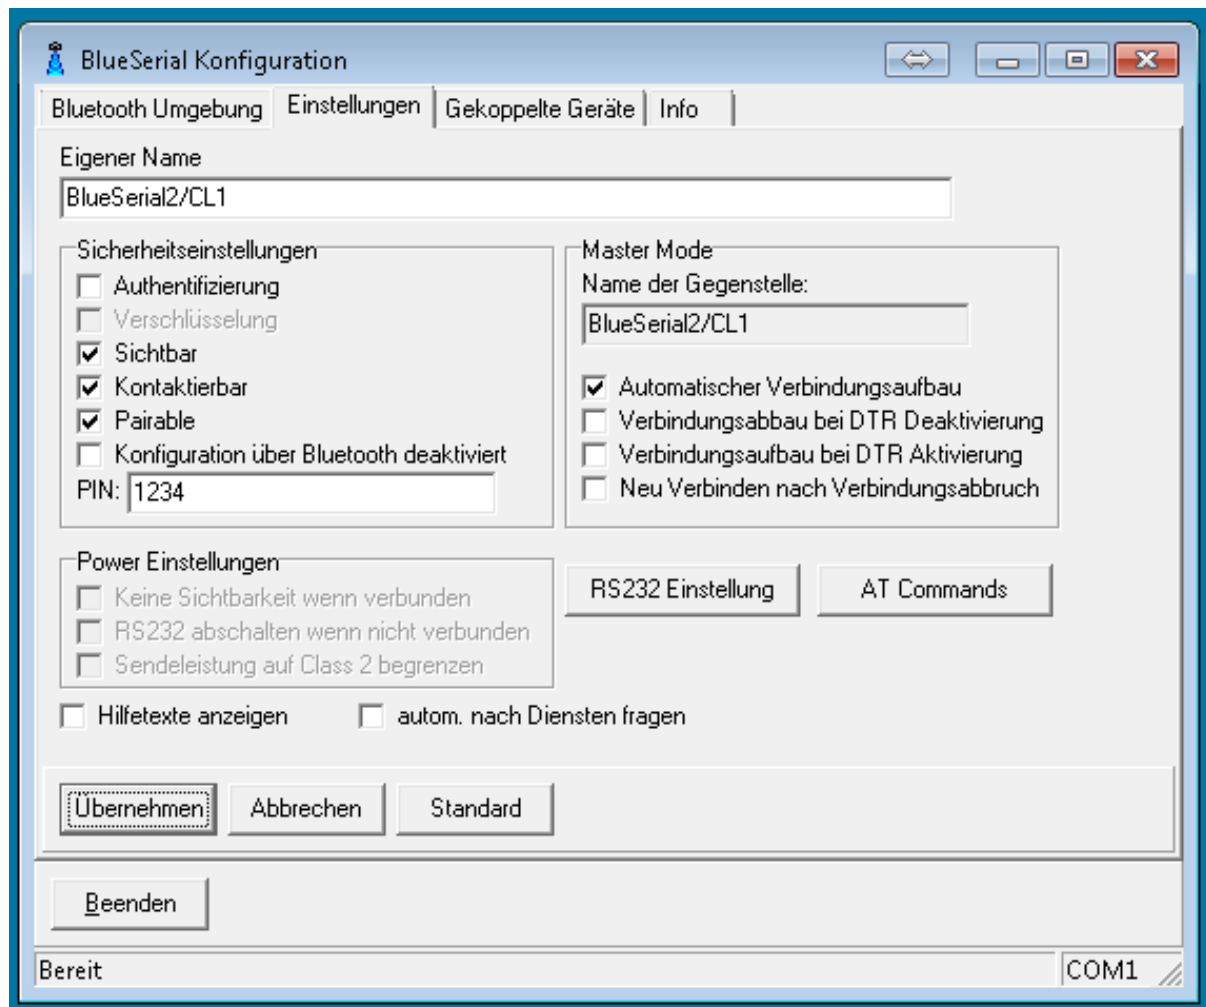 BlueSerial Konfiguration
Bluetooth Umgebung Einstellungen Gekoppelte Geräte Info
Eigener Name
BlueSerial2/CL1
Sicherheitseinstellungen
Authentifizierung
Verschlüsselung
Sichtbar
Kontaktierbar
Pairable
Konfiguration über Bluetooth deaktiviert
PIN: 1234
Master Mode
Name der Gegenstelle:
BlueSerial2/CL1
Automatischer Verbindungsaufbau
Verbindungsabbau bei DTR Deaktivierung
Verbindungsaufbau bei DTR Aktivierung
Neu Verbinden nach Verbindungsabbruch
Power Einstellungen
Keine Sichtbarkeit wenn verbunden
RS232 abschalten wenn nicht verbunden
Sendeleistung auf Class 2 begrenzen
RS232 Einstellung AT Commands
Hilfetexte anzeigen autom. nach Diensten fragen
Übernehmen Abbrechen Standard
Beenden
Bereit COM1